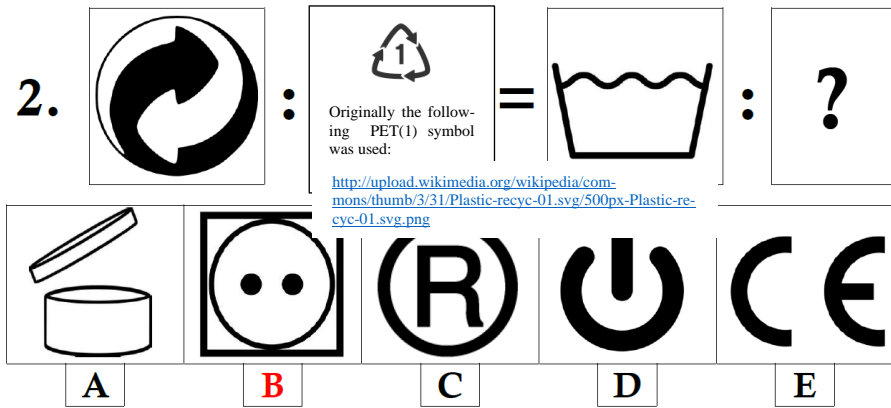 2. : 1 = : ?
Originally the follow-
ing PET(1) symbol
was used:
http://upload.wikimedia.org/wikipedia/com-
mons/thumb/3/31/Plastic-recyc-01.svg/500px-Plastic-re-
cyc-01.svg.png
R CE
A B C D E